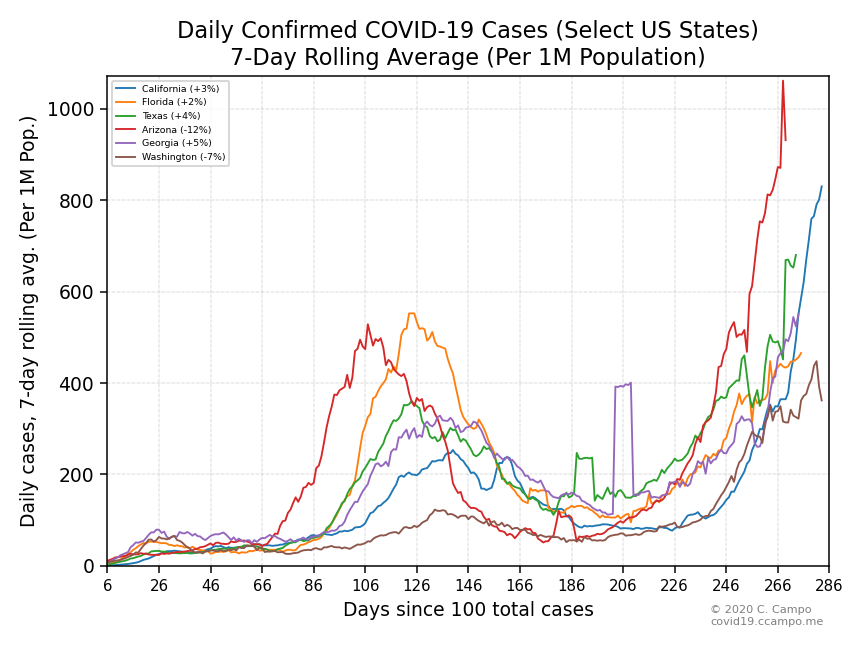 Daily Confirmed COVID-19 Cases (Select US States)
7-Day Rolling Average (Per 1M Population)
California (+3%)
Florida (+2%)
Texas (+4%)
Arizona (-12%)
Georgia (+5%)
Washington (-7%)
Daily cases, 7-day rolling avg. (Per 1M Pop.)
1000
800
600
400
200
0
6 26 46 66 86 106 126 146 166 186 206 226 246 266 286
Days since 100 total cases
© 2020 C. Campo
covid19.ccampo.me